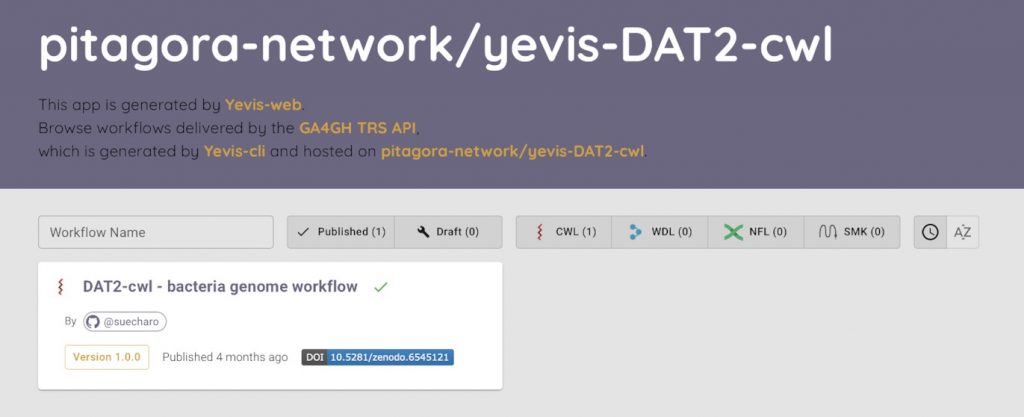 pitagora-network/yevis-DAT2-cwl
This app is generated by Yevis-web.
Browse workflows delivered by the GA4GH TRS API,
which is generated by Yevis-cli and hosted on pitagora-network/yevis-DAT2-cwl.
Workflow Name Published (1) Draft (0) CWL (1) WDL (0) NFL (0) SMK (0) AZ
DAT2-cwl - bacteria genome workflow
By @suecharo
Version 1.0.0 Published 4 months ago DOI 10.5281/zenodo.6545121